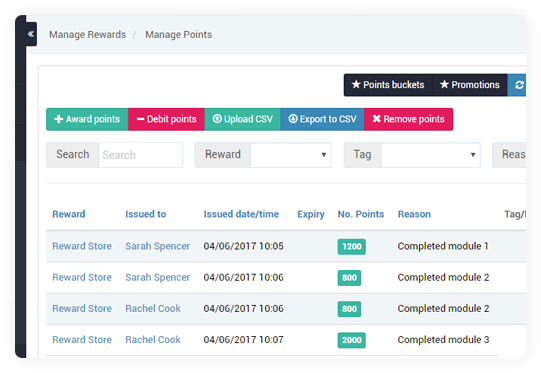 «
Manage Rewards / Manage Points
Points buckets Promotions
Award points Debit points Upload CSV Export to CSV Remove points
Search Search Reward Tag Reas
Reward Issued to Issued date/time Expiry No. Points Reason Tag/
Reward Store Sarah Spencer 04/06/2017 10:05 1200 Completed module 1
Reward Store Sarah Spencer 04/06/2017 10:06 800 Completed module 2
Reward Store Rachel Cook 04/06/2017 10:06 800 Completed module 2
Reward Store Rachel Cook 04/06/2017 10:07 2000 Completed module 3